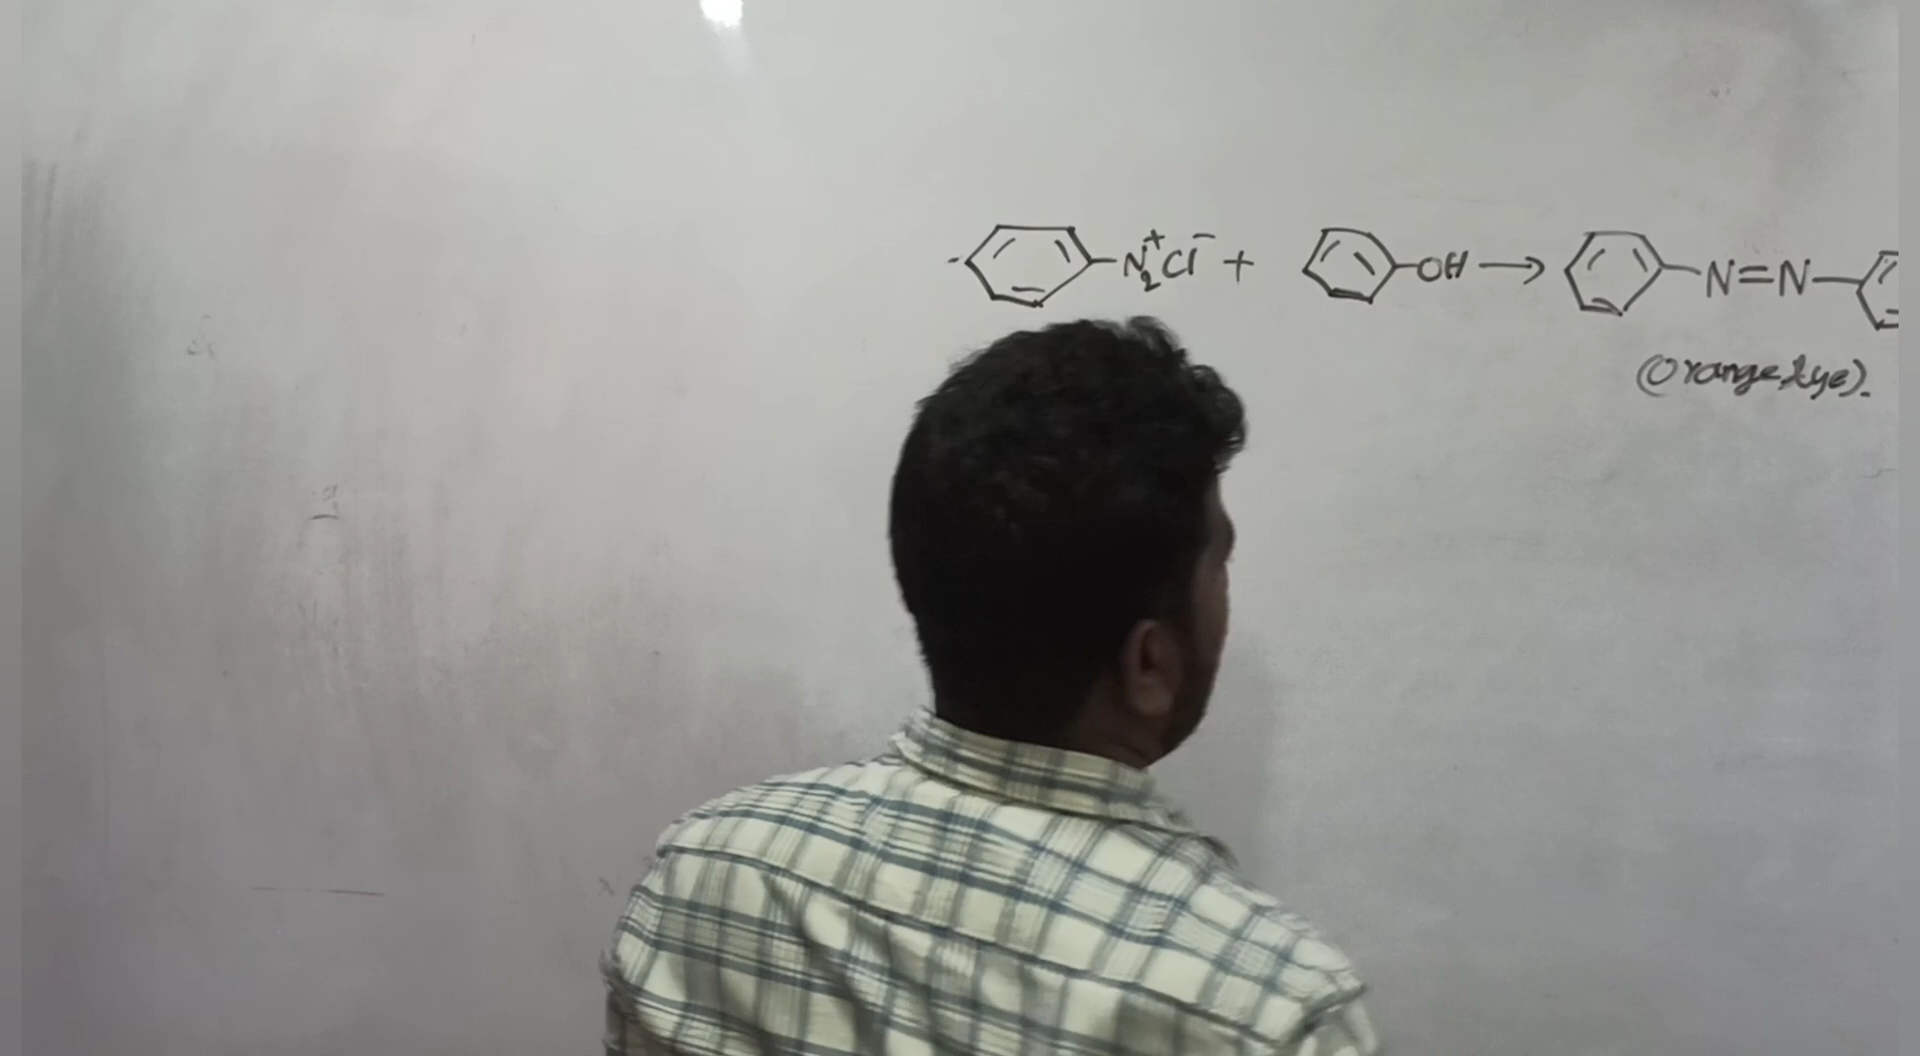 N2+Cl- + OH → N=N
(Orange dye).